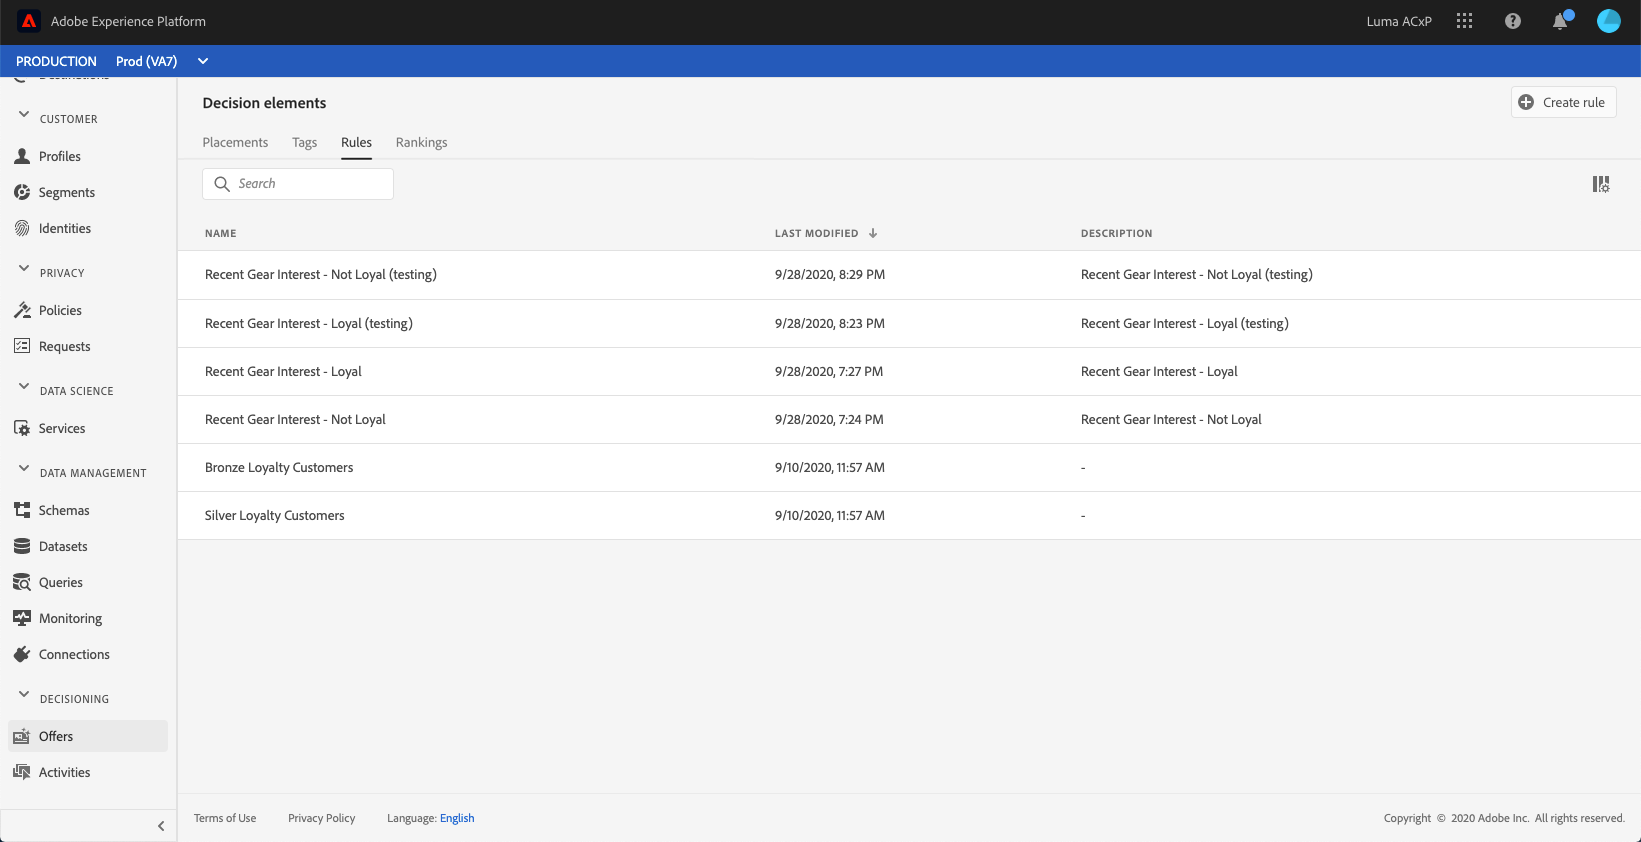 Adobe Experience Platform
Luma ACxP
PRODUCTION Prod (VA7)
Destinations
CUSTOMER
Profiles
Segments
Identities
PRIVACY
Policies
Requests
DATA SCIENCE
Services
DATA MANAGEMENT
Schemas
Datasets
Queries
Monitoring
Connections
DECISIONING
Offers
Activities
Decision elements
Create rule
Placements Tags Rules Rankings
Search
NAME LAST MODIFIED DESCRIPTION
Recent Gear Interest - Not Loyal (testing) 9/28/2020, 8:29 PM Recent Gear Interest - Not Loyal (testing)
Recent Gear Interest - Loyal (testing) 9/28/2020, 8:23 PM Recent Gear Interest - Loyal (testing)
Recent Gear Interest - Loyal 9/28/2020, 7:27 PM Recent Gear Interest - Loyal
Recent Gear Interest - Not Loyal 9/28/2020, 7:24 PM Recent Gear Interest - Not Loyal
Bronze Loyalty Customers 9/10/2020, 11:57 AM -
Silver Loyalty Customers 9/10/2020, 11:57 AM -
Terms of Use Privacy Policy Language: English
Copyright © 2020 Adobe Inc. All rights reserved.